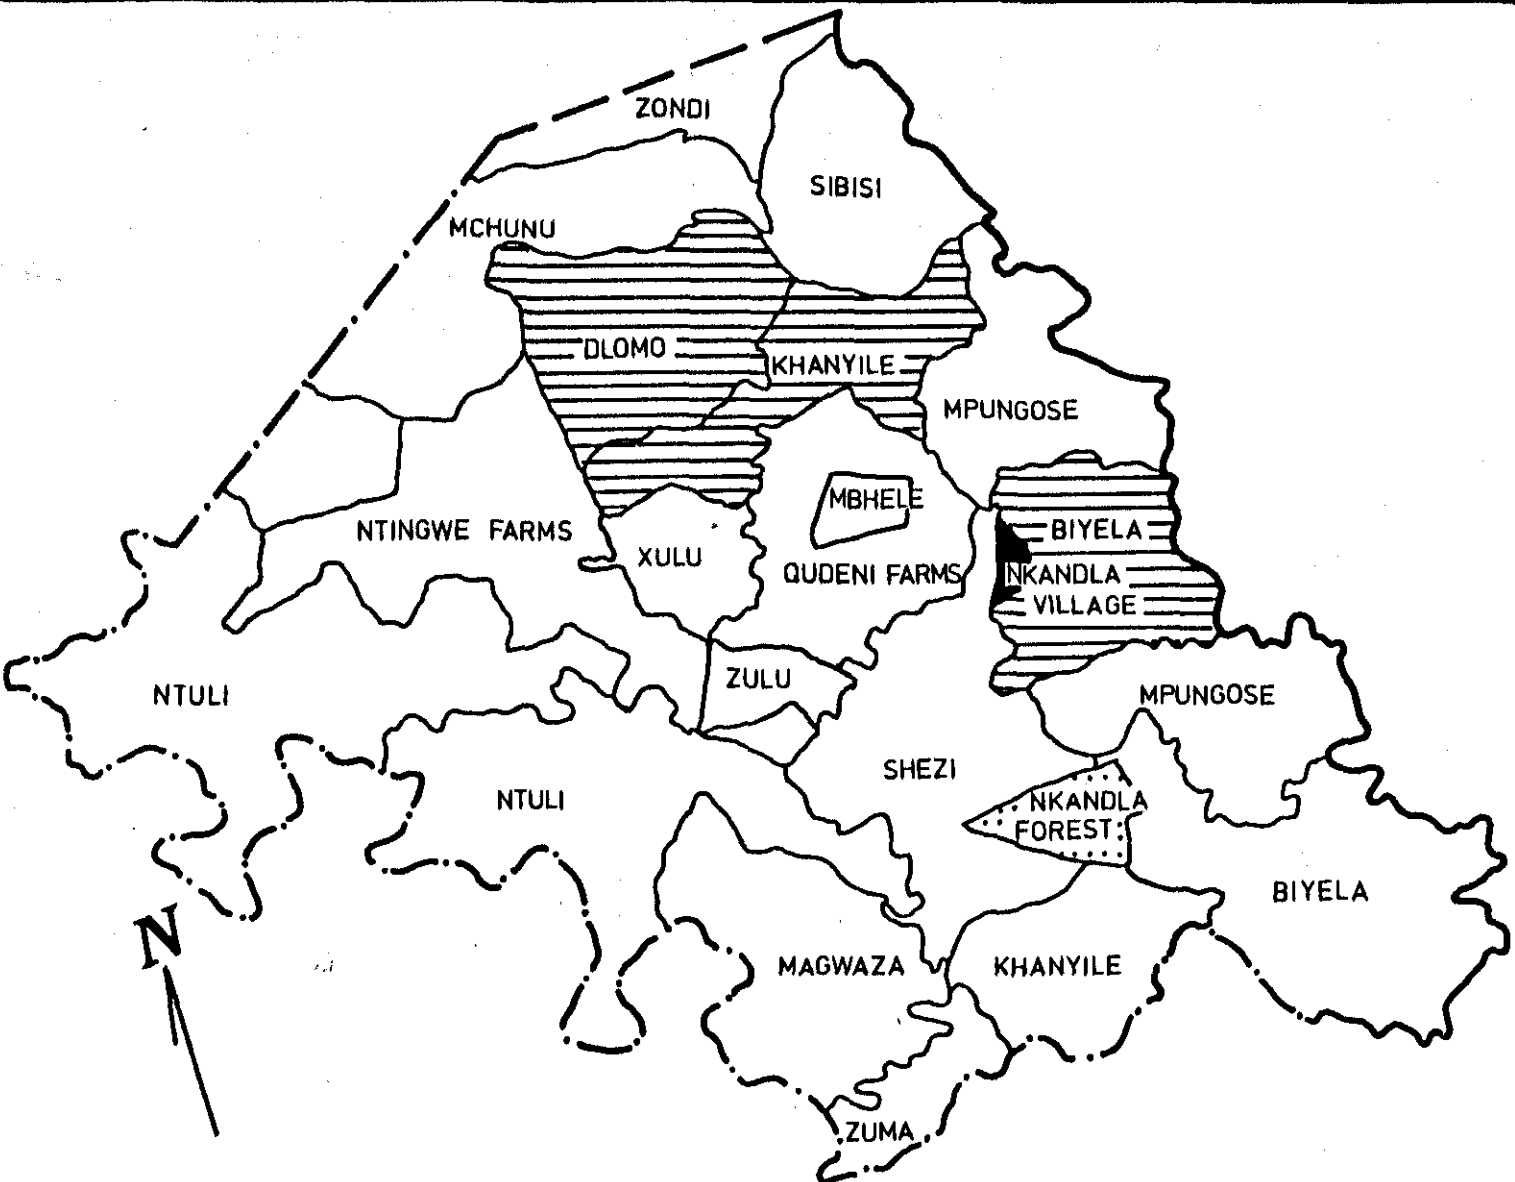 ZONDI
SIBISI
MCHUNU
DLOMO
KHANYILE
MPUNGOSE
MBHELE
NTINGWE FARMS
XULU
QUDENI FARMS
BIYELA
NKANDLA
VILLAGE
ZULU
NTULI
MPUNGOSE
SHEZI
NTULI
NKANDLA
FOREST
BIYELA
N
MAGWAZA
KHANYILE
ZUMA